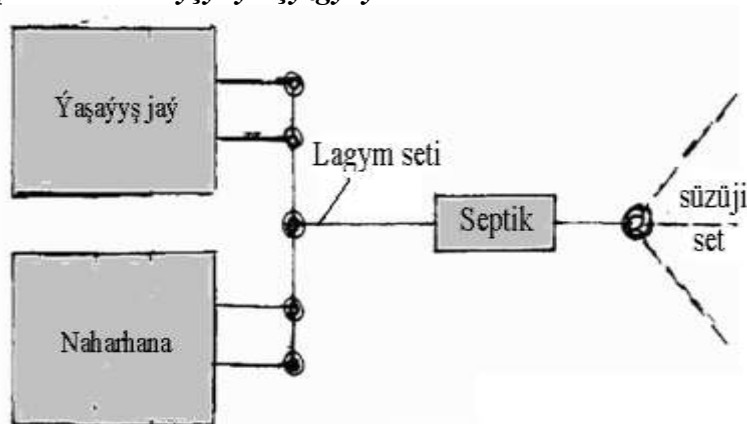 Ýaşaýyş jaý
Lagym seti
Septik
süzüji
set
Naharhana